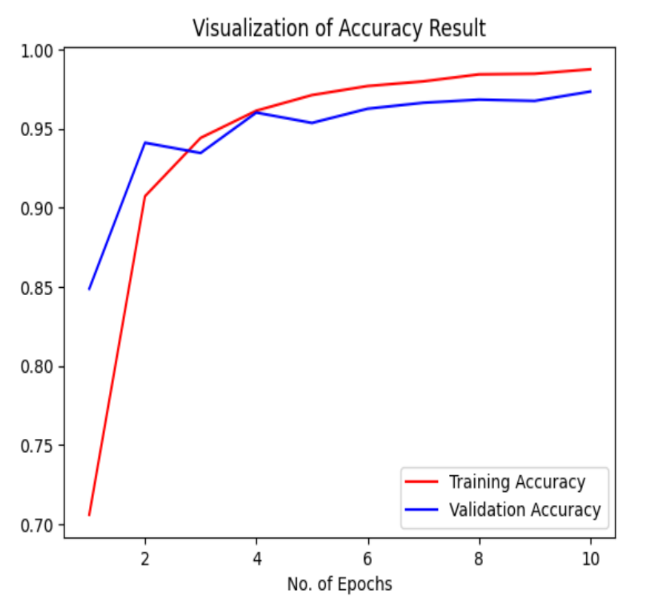 Visualization of Accuracy Result
1.00
0.95
0.90
0.85
0.80
0.75
0.70
Training Accuracy
Validation Accuracy
2 4 6 8 10
No. of Epochs